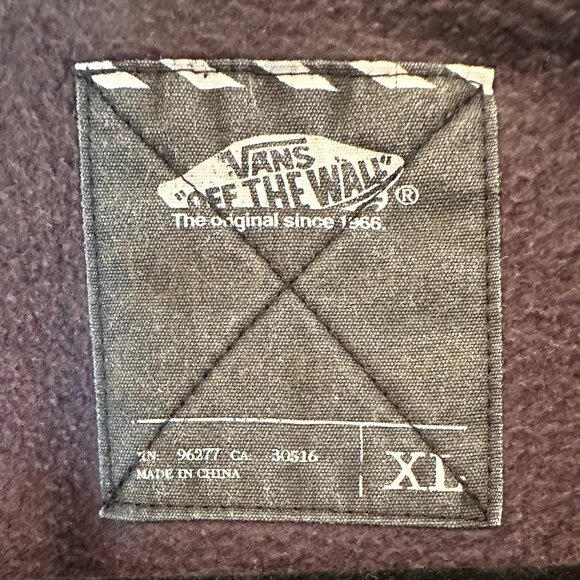 VANS
"OFF THE WALL"
®
The original since 1966.
RN. 96277 CA. 30516
XL
MADE IN CHINA